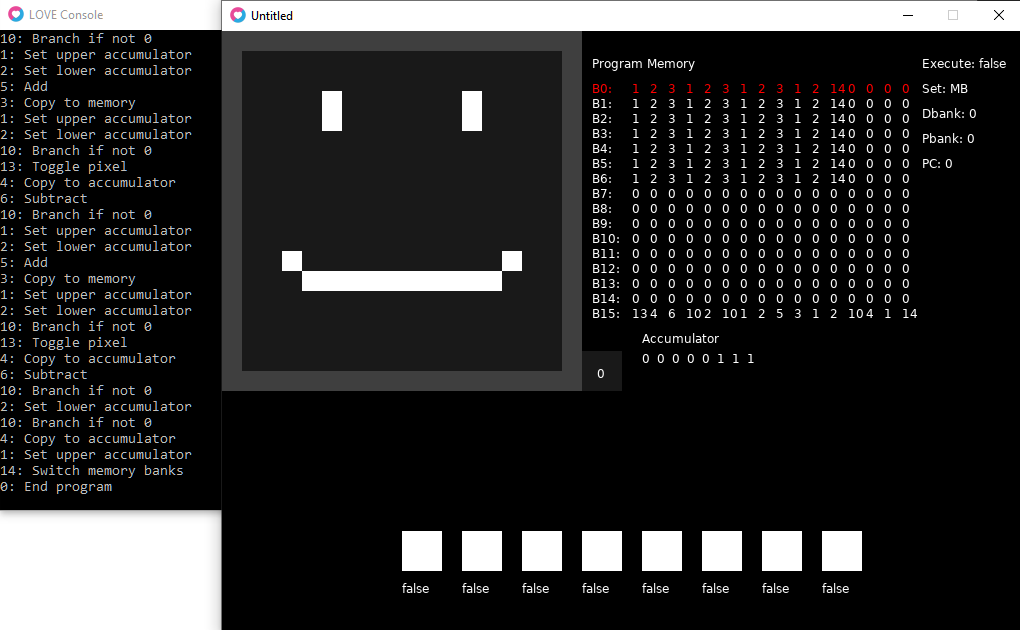 LOVE Console
10: Branch if not 0
1: Set upper accumulator
2: Set lower accumulator
5: Add
3: Copy to memory
1: Set upper accumulator
2: Set lower accumulator
10: Branch if not 0
13: Toggle pixel
4: Copy to accumulator
6: Subtract
10: Branch if not 0
1: Set upper accumulator
2: Set lower accumulator
5: Add
3: Copy to memory
1: Set upper accumulator
2: Set lower accumulator
10: Branch if not 0
13: Toggle pixel
4: Copy to accumulator
6: Subtract
10: Branch if not 0
2: Set lower accumulator
10: Branch if not 0
4: Copy to accumulator
1: Set upper accumulator
14: Switch memory banks
0: End program
Untitled
Program Memory
B0: 1 2 3 1 2 3 1 2 3 1 2 14 0 0 0 0
B1: 1 2 3 1 2 3 1 2 3 1 2 14 0 0 0 0
B2: 1 2 3 1 2 3 1 2 3 1 2 14 0 0 0 0
B3: 1 2 3 1 2 3 1 2 3 1 2 14 0 0 0 0
B4: 1 2 3 1 2 3 1 2 3 1 2 14 0 0 0 0
B5: 1 2 3 1 2 3 1 2 3 1 2 14 0 0 0 0
B6: 1 2 3 1 2 3 1 2 3 1 2 14 0 0 0 0
B7: 0 0 0 0 0 0 0 0 0 0 0 0 0 0 0 0
B8: 0 0 0 0 0 0 0 0 0 0 0 0 0 0 0 0
B9: 0 0 0 0 0 0 0 0 0 0 0 0 0 0 0 0
B10: 0 0 0 0 0 0 0 0 0 0 0 0 0 0 0 0
B11: 0 0 0 0 0 0 0 0 0 0 0 0 0 0 0 0
B12: 0 0 0 0 0 0 0 0 0 0 0 0 0 0 0 0
B13: 0 0 0 0 0 0 0 0 0 0 0 0 0 0 0 0
B14: 0 0 0 0 0 0 0 0 0 0 0 0 0 0 0 0
B15: 13 4 6 10 2 10 1 2 5 3 1 2 10 4 1 14
Execute: false
Set: MB
Dbank: 0
Pbank: 0
PC: 0
Accumulator
0 0 0 0 0 1 1 1
0
false false false false false false false false